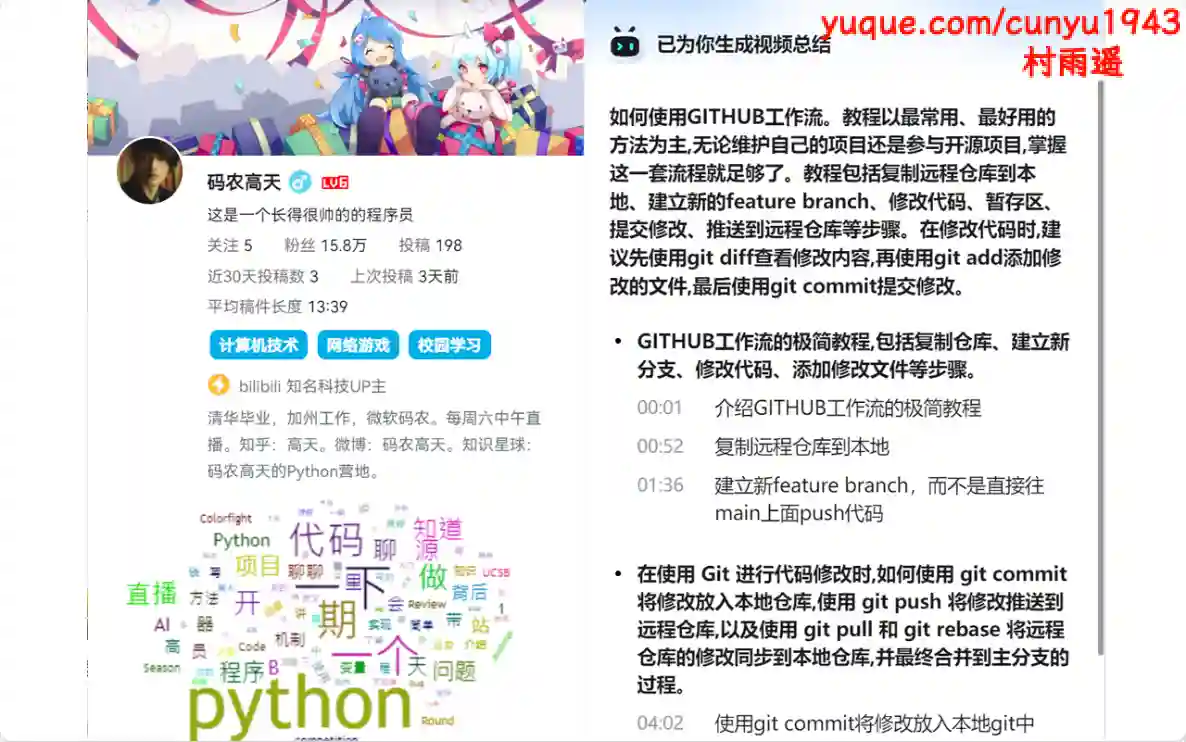 码农高天 LV6
这是一个长得很帅的的程序员
关注 5 粉丝 15.8万 投稿 198
近30天投稿数 3 上次投稿 3天前
平均稿件长度 13:39
计算机技术 网络游戏 校园学习
bilibili 知名科技UP主
清华毕业，加州工作，微软码农。每周六中午直
播。知乎：高天。微博：码农高天。知识星球：
码农高天的Python营地。
Colorfight
代码
知道
Python
聊
源
项目
聊聊
一下
做
知识
UCSB
直播
方法
开
里
背后
期
会
Review
1
AI
器
讲
实现
简单
带
站
高
员
Code
机制
一个
介绍
Season
程序
B
变量
天
问题
python
Round
competition
yuque.com/cunyu1943
村雨遥
已为你生成视频总结
如何使用GITHUB工作流。教程以最常用、最好用的
方法为主,无论维护自己的项目还是参与开源项目,掌握
这一套流程就足够了。教程包括复制远程仓库到本
地、建立新的feature branch、修改代码、暂存区、
提交修改、推送到远程仓库等步骤。在修改代码时,建
议先使用git diff查看修改内容,再使用git add添加修
改的文件,最后使用git commit提交修改。
• GITHUB工作流的极简教程,包括复制仓库、建立新
分支、修改代码、添加修改文件等步骤。
00:01 介绍GITHUB工作流的极简教程
00:52 复制远程仓库到本地
01:36 建立新feature branch，而不是直接往
main上面push代码
• 在使用 Git 进行代码修改时,如何使用 git commit
将修改放入本地仓库,使用 git push 将修改推送到
远程仓库,以及使用 git pull 和 git rebase 将远程
仓库的修改同步到本地仓库,并最终合并到主分支的
过程。
04:02 使用git commit将修改放入本地git中